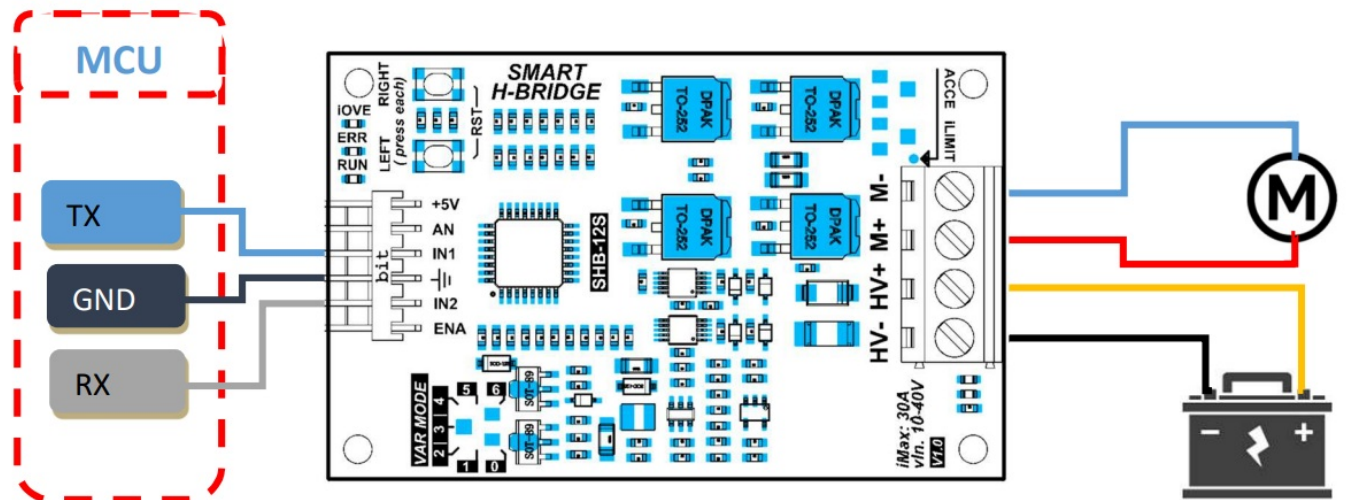 MCU
TX
GND
RX
iOVE
ERR
RUN
RIGHT
LEFT
(press each)
RST
SMART
H-BRIDGE
+5V
AN
IN1
IN2
ENA
bit
SHB-12S
DPAK
TO-252
DPAK
TO-252
DPAK
TO-252
DPAK
TO-252
ACCE
iLIMIT
M-
M+
HV+
HV-
M
SOT-89
SOT-89
VAR MODE
2 3 4
5 6
1 0
iMax: 30A
vIn. 10-40V
V1.0
- +